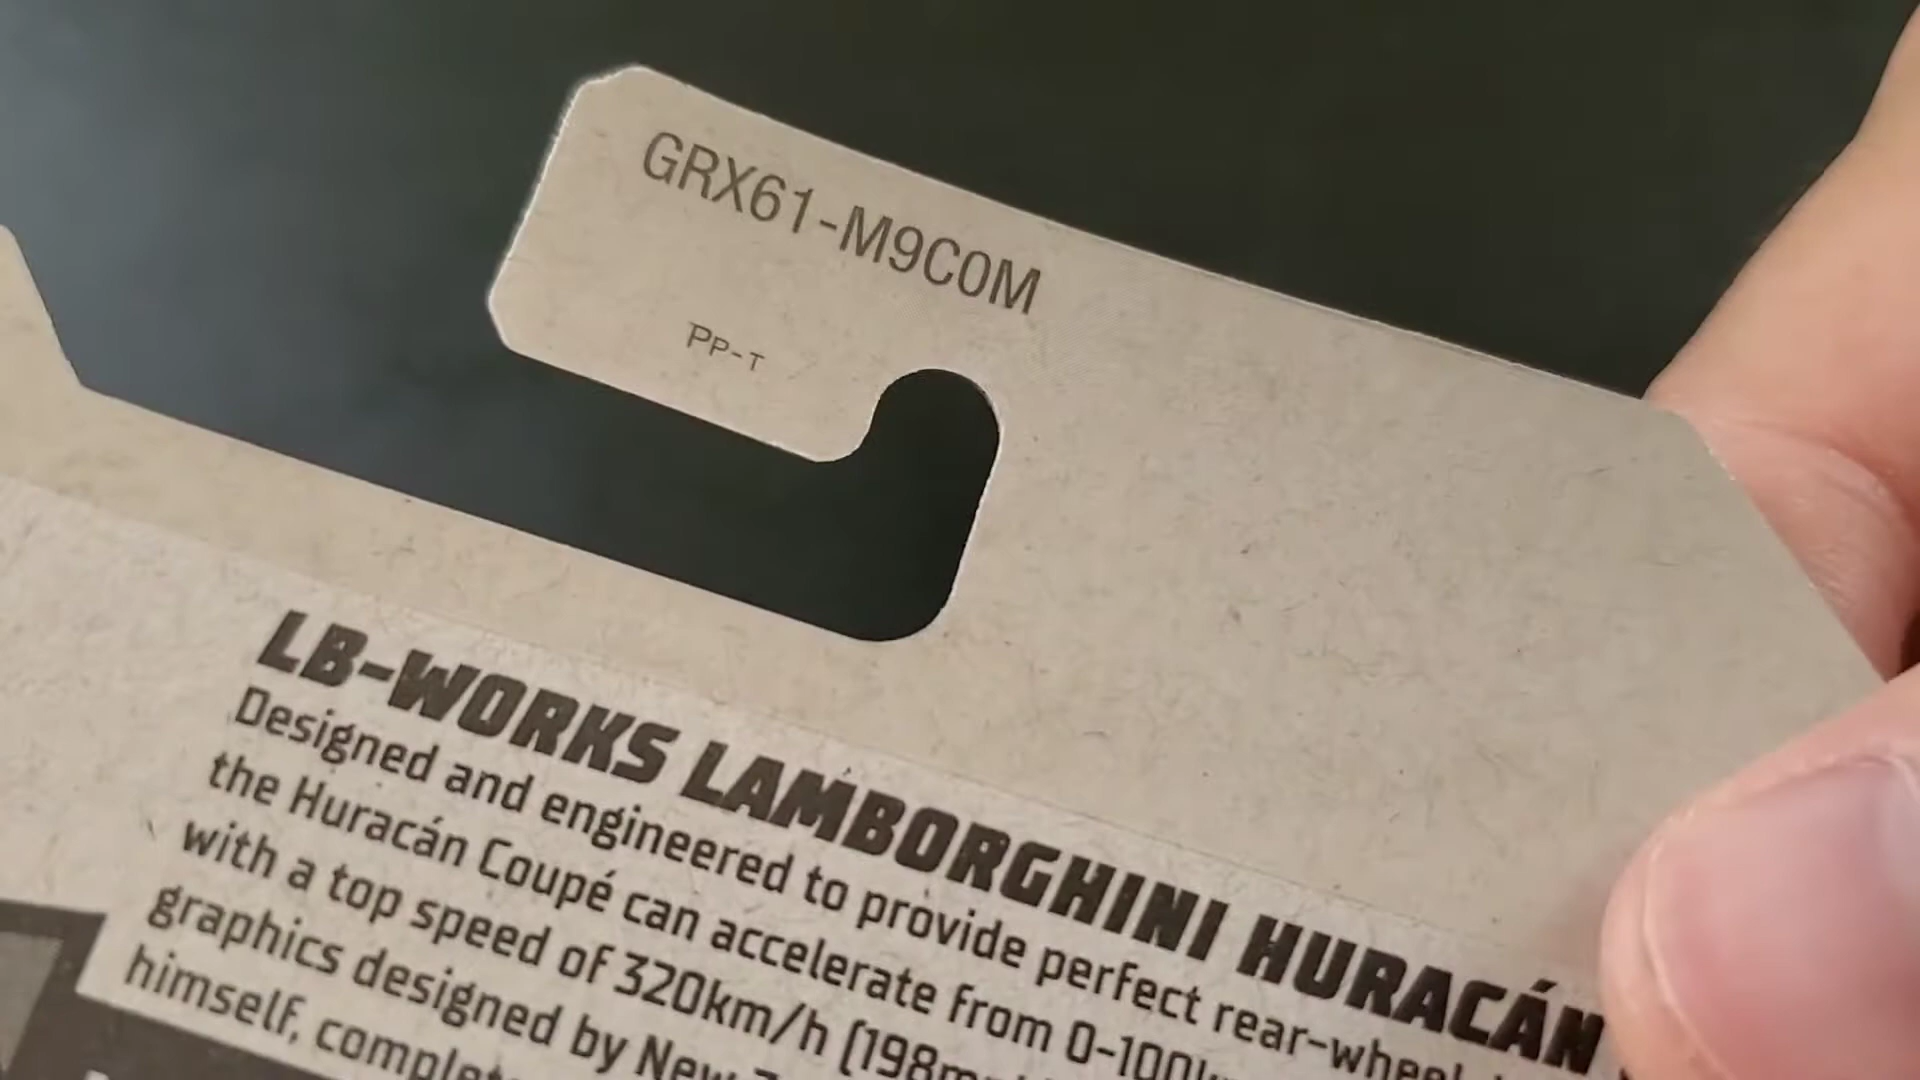 GRX61-M9C0M
PP-T
LB-WORKS LAMBORGHINI HURACÁN
Designed and engineered to provide perfect rear-wheel
the Huracán Coupé can accelerate from 0-100k
with a top speed of 320km/h (198m
graphics designed by New
himself, complet